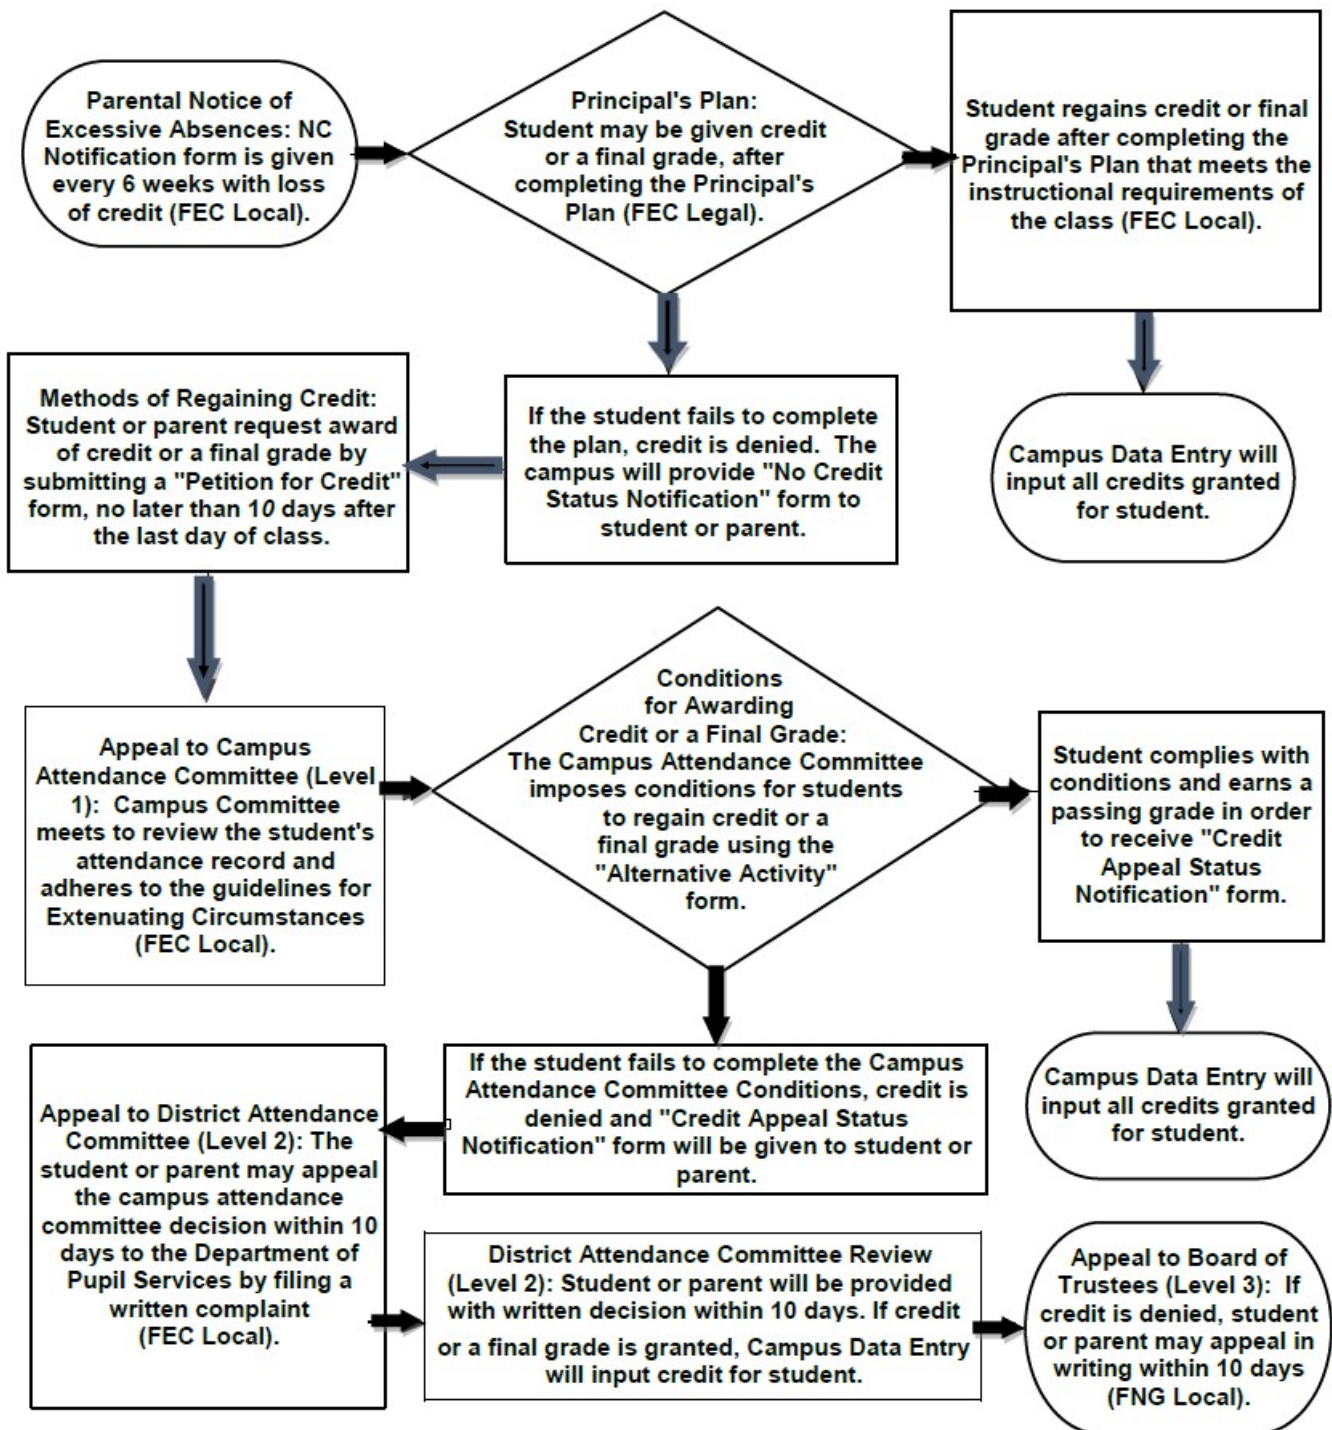 Parental Notice of
Excessive Absences: NC
Notification form is given
every 6 weeks with loss
of credit (FEC Local).
Principal's Plan:
Student may be given credit
or a final grade, after
completing the Principal's
Plan (FEC Legal).
Student regains credit or final
grade after completing the
Principal's Plan that meets the
instructional requirements of
the class (FEC Local).
Campus Data Entry will
input all credits granted
for student.
If the student fails to complete
the plan, credit is denied.  The
campus will provide "No Credit
Status Notification" form to
student or parent.
Methods of Regaining Credit:
Student or parent request award
of credit or a final grade by
submitting a "Petition for Credit"
form, no later than 10 days after
the last day of class.
Appeal to Campus
Attendance Committee (Level
1):  Campus Committee
meets to review the student's
attendance record and
adheres to the guidelines for
Extenuating Circumstances
(FEC Local).
Conditions
for Awarding
Credit or a Final Grade:
The Campus Attendance Committee
imposes conditions for students
to regain credit or a
final grade using the
"Alternative Activity"
form.
Student complies with
conditions and earns a
passing grade in order
to receive "Credit
Appeal Status
Notification" form.
Campus Data Entry will
input all credits granted
for student.
If the student fails to complete the Campus
Attendance Committee Conditions, credit is
denied and "Credit Appeal Status
Notification" form will be given to student or
parent.
Appeal to District Attendance
Committee (Level 2): The
student or parent may appeal
the campus attendance
committee decision within 10
days to the Department of
Pupil Services by filing a
written complaint
(FEC Local).
District Attendance Committee Review
(Level 2): Student or parent will be provided
with written decision within 10 days. If credit
or a final grade is granted, Campus Data Entry
will input credit for student.
Appeal to Board of
Trustees (Level 3):  If
credit is denied, student
or parent may appeal in
writing within 10 days
(FNG Local).